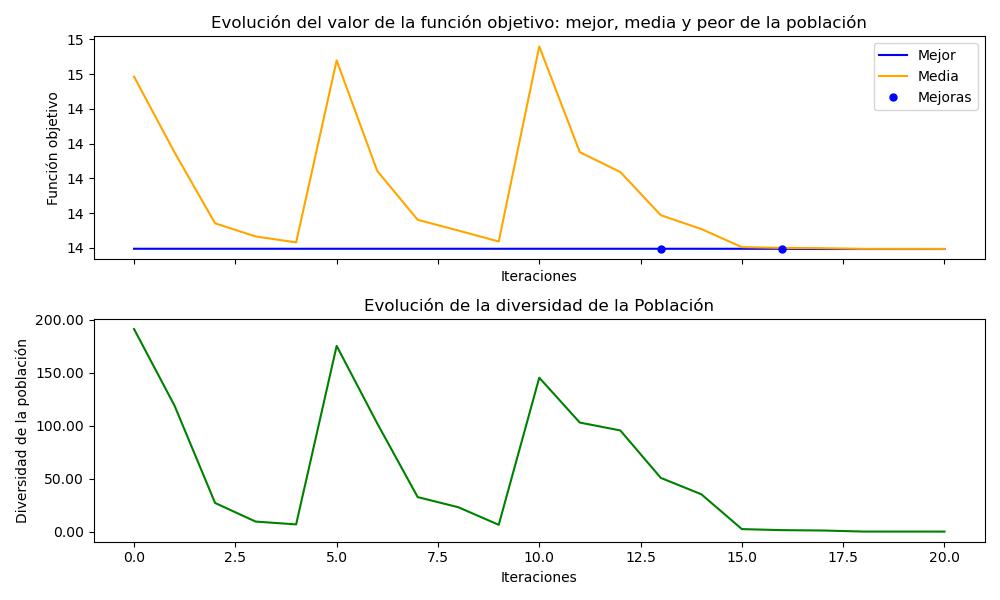 Evolución del valor de la función objetivo: mejor, media y peor de la población
15
15
14
14
14
14
14
Función objetivo
Mejor
Media
Mejoras
Iteraciones
Evolución de la diversidad de la Población
200.00
150.00
100.00
50.00
0.00
Diversidad de la población
0.0 2.5 5.0 7.5 10.0 12.5 15.0 17.5 20.0
Iteraciones